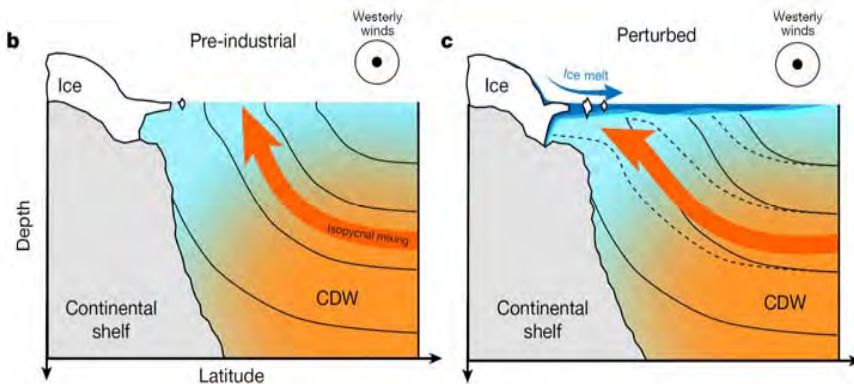 b
Pre-industrial
Westerly
winds
Ice
Isopycnal mixing
CDW
Continental
shelf
Depth
Latitude
c
Perturbed
Westerly
winds
Ice melt
Ice
CDW
Continental
shelf